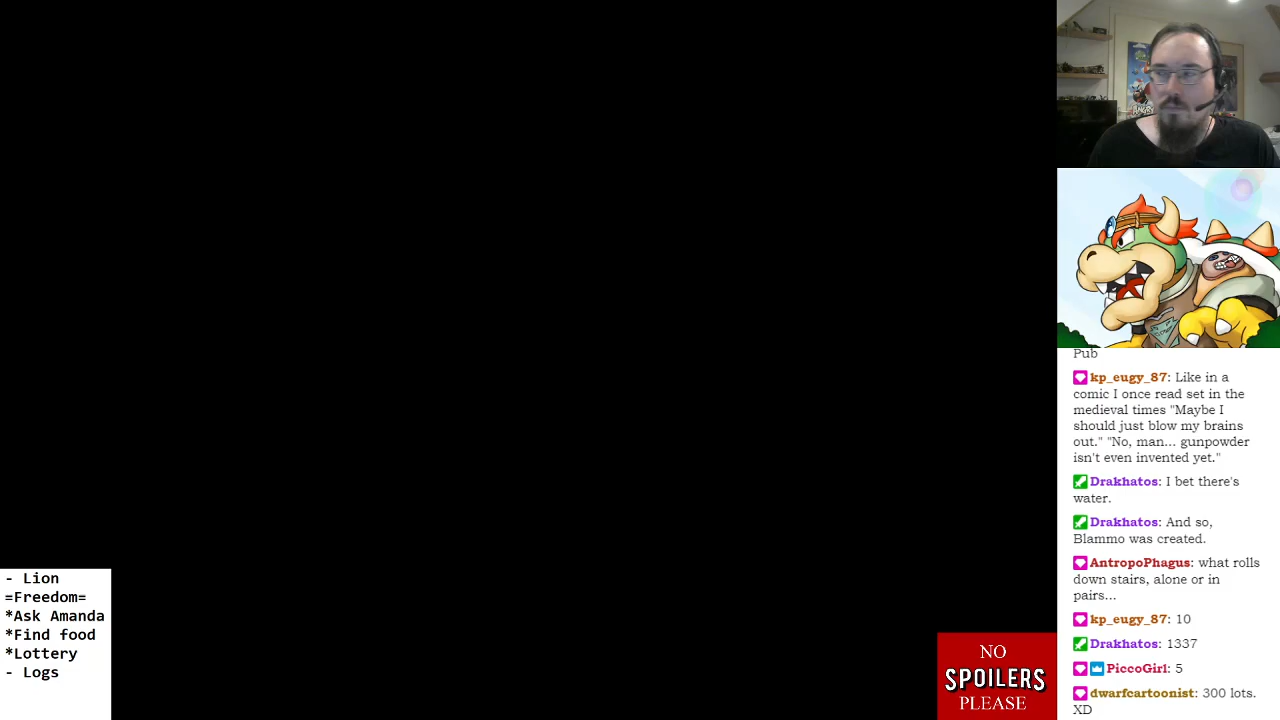 ANGRY
Pub
kp_eugy_87: Like in a
comic I once read set in the
medieval times "Maybe I
should just blow my brains
out." "No, man... gunpowder
isn't even invented yet."
Drakhatos: I bet there's
water.
Drakhatos: And so,
Blammo was created.
AntropoPhagus: what rolls
down stairs, alone or in
pairs...
kp_eugy_87: 10
Drakhatos: 1337
PiccoGirl: 5
dwarfcartoonist: 300 lots.
XD
- Lion
=Freedom=
*Ask Amanda
*Find food
*Lottery
- Logs
NO
SPOILERS
PLEASE